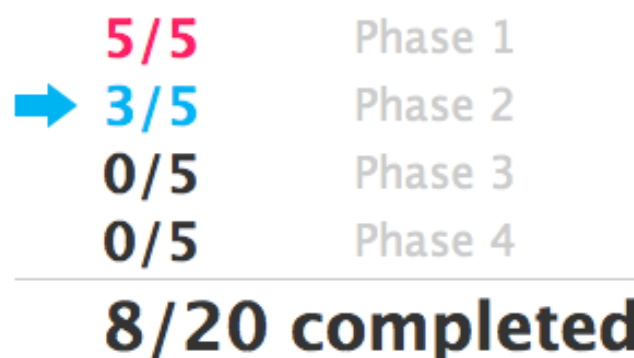 5/5 Phase 1
3/5 Phase 2
0/5 Phase 3
0/5 Phase 4
8/20 completed